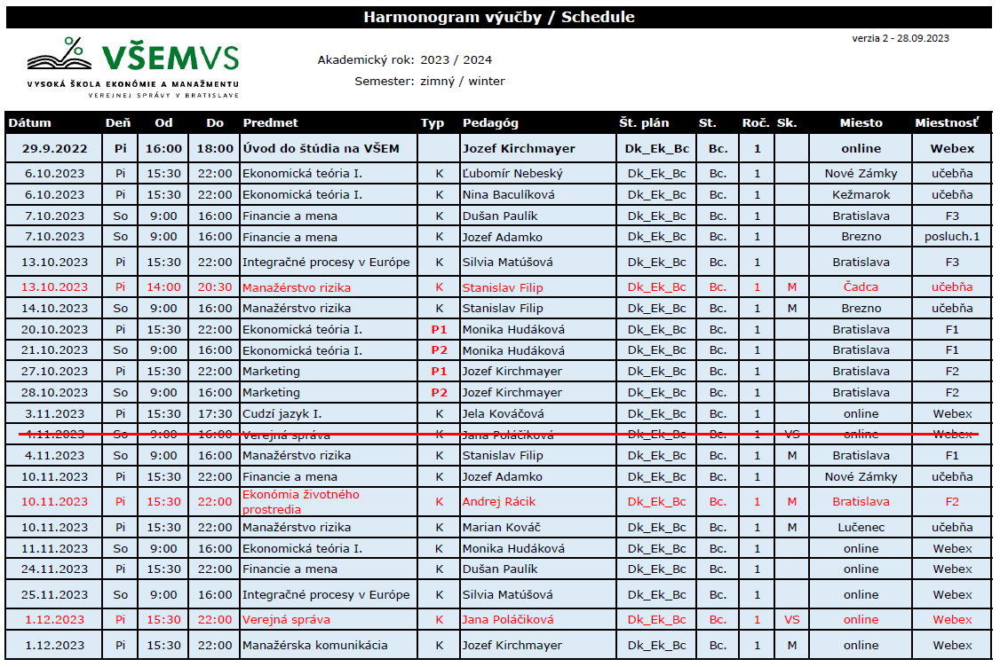 Harmonogram výučby / Schedule
verzia 2 - 28.09.2023
VŠEMVS
VYSOKÁ ŠKOLA EKONÓMIE A MANAŽMENTU
VEREJNEJ SPRÁVY V BRATISLAVE
Akademický rok: 2023 / 2024
Semester: zimný / winter
Dátum Deň Od Do Predmet Typ Pedagóg Št. plán St. Roč. Sk. Miesto Miestnosť
29.9.2022 Pi 16:00 18:00 Úvod do štúdia na VŠEM Jozef Kirchmayer Dk_Ek_Bc Bc. 1 online Webex
6.10.2023 Pi 15:30 22:00 Ekonomická teória I. K Ľubomír Nebeský Dk_Ek_Bc Bc. 1 Nové Zámky učebňa
6.10.2023 Pi 15:30 22:00 Ekonomická teória I. K Nina Baculíková Dk_Ek_Bc Bc. 1 Kežmarok učebňa
7.10.2023 So 9:00 16:00 Financie a mena K Dušan Paulík Dk_Ek_Bc Bc. 1 Bratislava F3
7.10.2023 So 9:00 16:00 Financie a mena K Jozef Adamko Dk_Ek_Bc Bc. 1 Brezno posluch.1
13.10.2023 Pi 15:30 22:00 Integračné procesy v Európe K Silvia Matúšová Dk_Ek_Bc Bc. 1 Bratislava F3
13.10.2023 Pi 14:00 20:30 Manažérstvo rizika K Stanislav Filip Dk_Ek_Bc Bc. 1 M Čadca učebňa
14.10.2023 So 9:00 16:00 Manažérstvo rizika K Stanislav Filip Dk_Ek_Bc Bc. 1 M Brezno učebňa
20.10.2023 Pi 15:30 22:00 Ekonomická teória I. P1 Monika Hudáková Dk_Ek_Bc Bc. 1 Bratislava F1
21.10.2023 So 9:00 16:00 Ekonomická teória I. P2 Monika Hudáková Dk_Ek_Bc Bc. 1 Bratislava F1
27.10.2023 Pi 15:30 22:00 Marketing P1 Jozef Kirchmayer Dk_Ek_Bc Bc. 1 Bratislava F2
28.10.2023 So 9:00 16:00 Marketing P2 Jozef Kirchmayer Dk_Ek_Bc Bc. 1 Bratislava F2
3.11.2023 Pi 15:30 17:30 Cudzí jazyk I. K Jela Kováčová Dk_Ek_Bc Bc. 1 online Webex
4.11.2023 So 9:00 16:00 Verejná správa K Jana Poláčiková Dk_Ek_Bc Bc. 1 VS online Webex
4.11.2023 So 9:00 16:00 Manažérstvo rizika K Stanislav Filip Dk_Ek_Bc Bc. 1 M Bratislava F1
10.11.2023 Pi 15:30 22:00 Financie a mena K Jozef Adamko Dk_Ek_Bc Bc. 1 Nové Zámky učebňa
10.11.2023 Pi 15:30 22:00 Ekonómia životného prostredia K Andrej Rácik Dk_Ek_Bc Bc. 1 M Bratislava F2
10.11.2023 Pi 15:30 22:00 Manažérstvo rizika K Marian Kováč Dk_Ek_Bc Bc. 1 M Lučenec učebňa
11.11.2023 So 9:00 16:00 Ekonomická teória I. K Monika Hudáková Dk_Ek_Bc Bc. 1 online Webex
24.11.2023 Pi 15:30 22:00 Financie a mena K Dušan Paulík Dk_Ek_Bc Bc. 1 online Webex
25.11.2023 So 9:00 16:00 Integračné procesy v Európe K Silvia Matúšová Dk_Ek_Bc Bc. 1 online Webex
1.12.2023 Pi 15:30 22:00 Verejná správa K Jana Poláčiková Dk_Ek_Bc Bc. 1 VS online Webex
1.12.2023 Pi 15:30 22:00 Manažérska komunikácia K Jozef Kirchmayer Dk_Ek_Bc Bc. 1 M online Webex